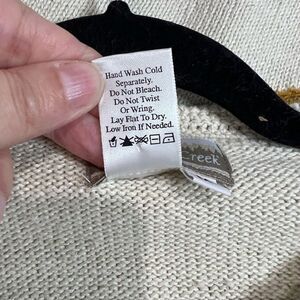 Hand Wash Cold
Separately.
Do Not Bleach.
Do Not Twist
Or Wring.
Lay Flat To Dry.
Low Iron If Needed.
Creek